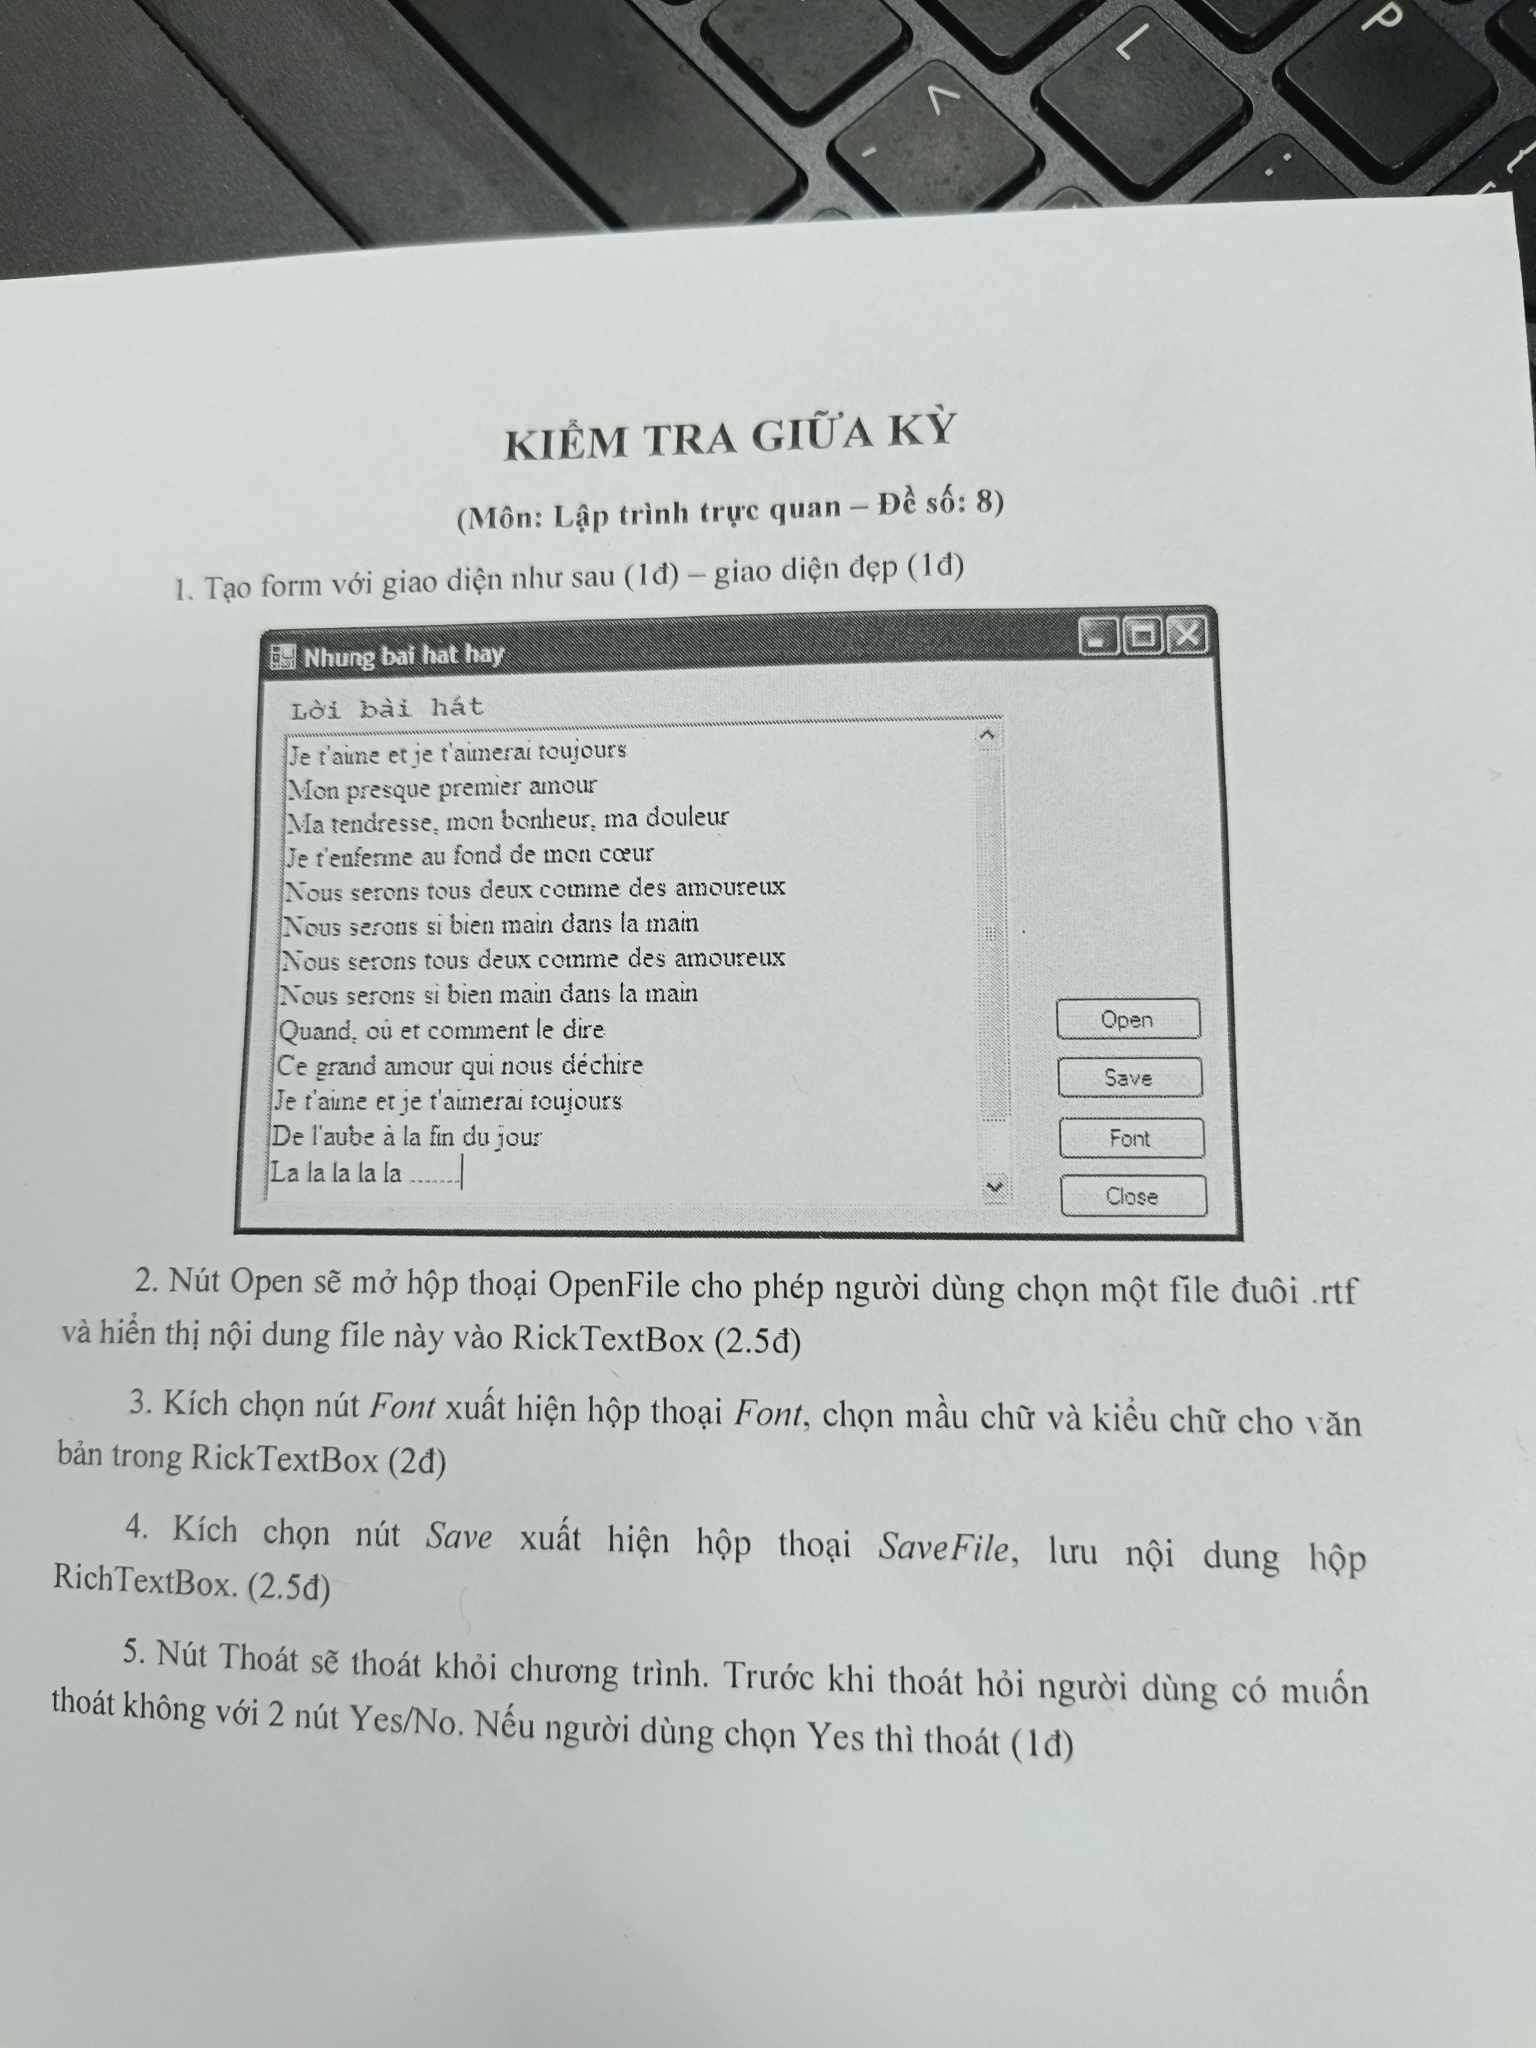 <
,
L
P
:
KIỂM TRA GIỮA KỲ
(Môn: Lập trình trực quan – Đề số: 8)
1. Tạo form với giao diện như sau (1đ) – giao diện đẹp (1đ)
Nhung bai hat hay
Lời bài hát
Je t'aime et je t'aimerai toujours
Mon presque premier amour
Ma tendresse, mon bonheur, ma douleur
Je t'enferme au fond de mon cœur
Nous serons tous deux comme des amoureux
Nous serons si bien main dans la main
Nous serons tous deux comme des amoureux
Nous serons si bien main dans la main
Quand, où et comment le dire
Ce grand amour qui nous déchire
Je t'aime et je t'aimerai toujours
De l'aube à la fin du jour
La la la la la .......
Open
Save
Font
Close
2. Nút Open sẽ mở hộp thoại OpenFile cho phép người dùng chọn một file đuôi .rtf
và hiển thị nội dung file này vào RickTextBox (2.5đ)
3. Kích chọn nút Font xuất hiện hộp thoại Font, chọn mầu chữ và kiểu chữ cho văn
bản trong RickTextBox (2đ)
4. Kích chọn nút Save xuất hiện hộp thoại SaveFile, lưu nội dung hộp
RichTextBox. (2.5đ)
5. Nút Thoát sẽ thoát khỏi chương trình. Trước khi thoát hỏi người dùng có muốn
thoát không với 2 nút Yes/No. Nếu người dùng chọn Yes thì thoát (1đ)